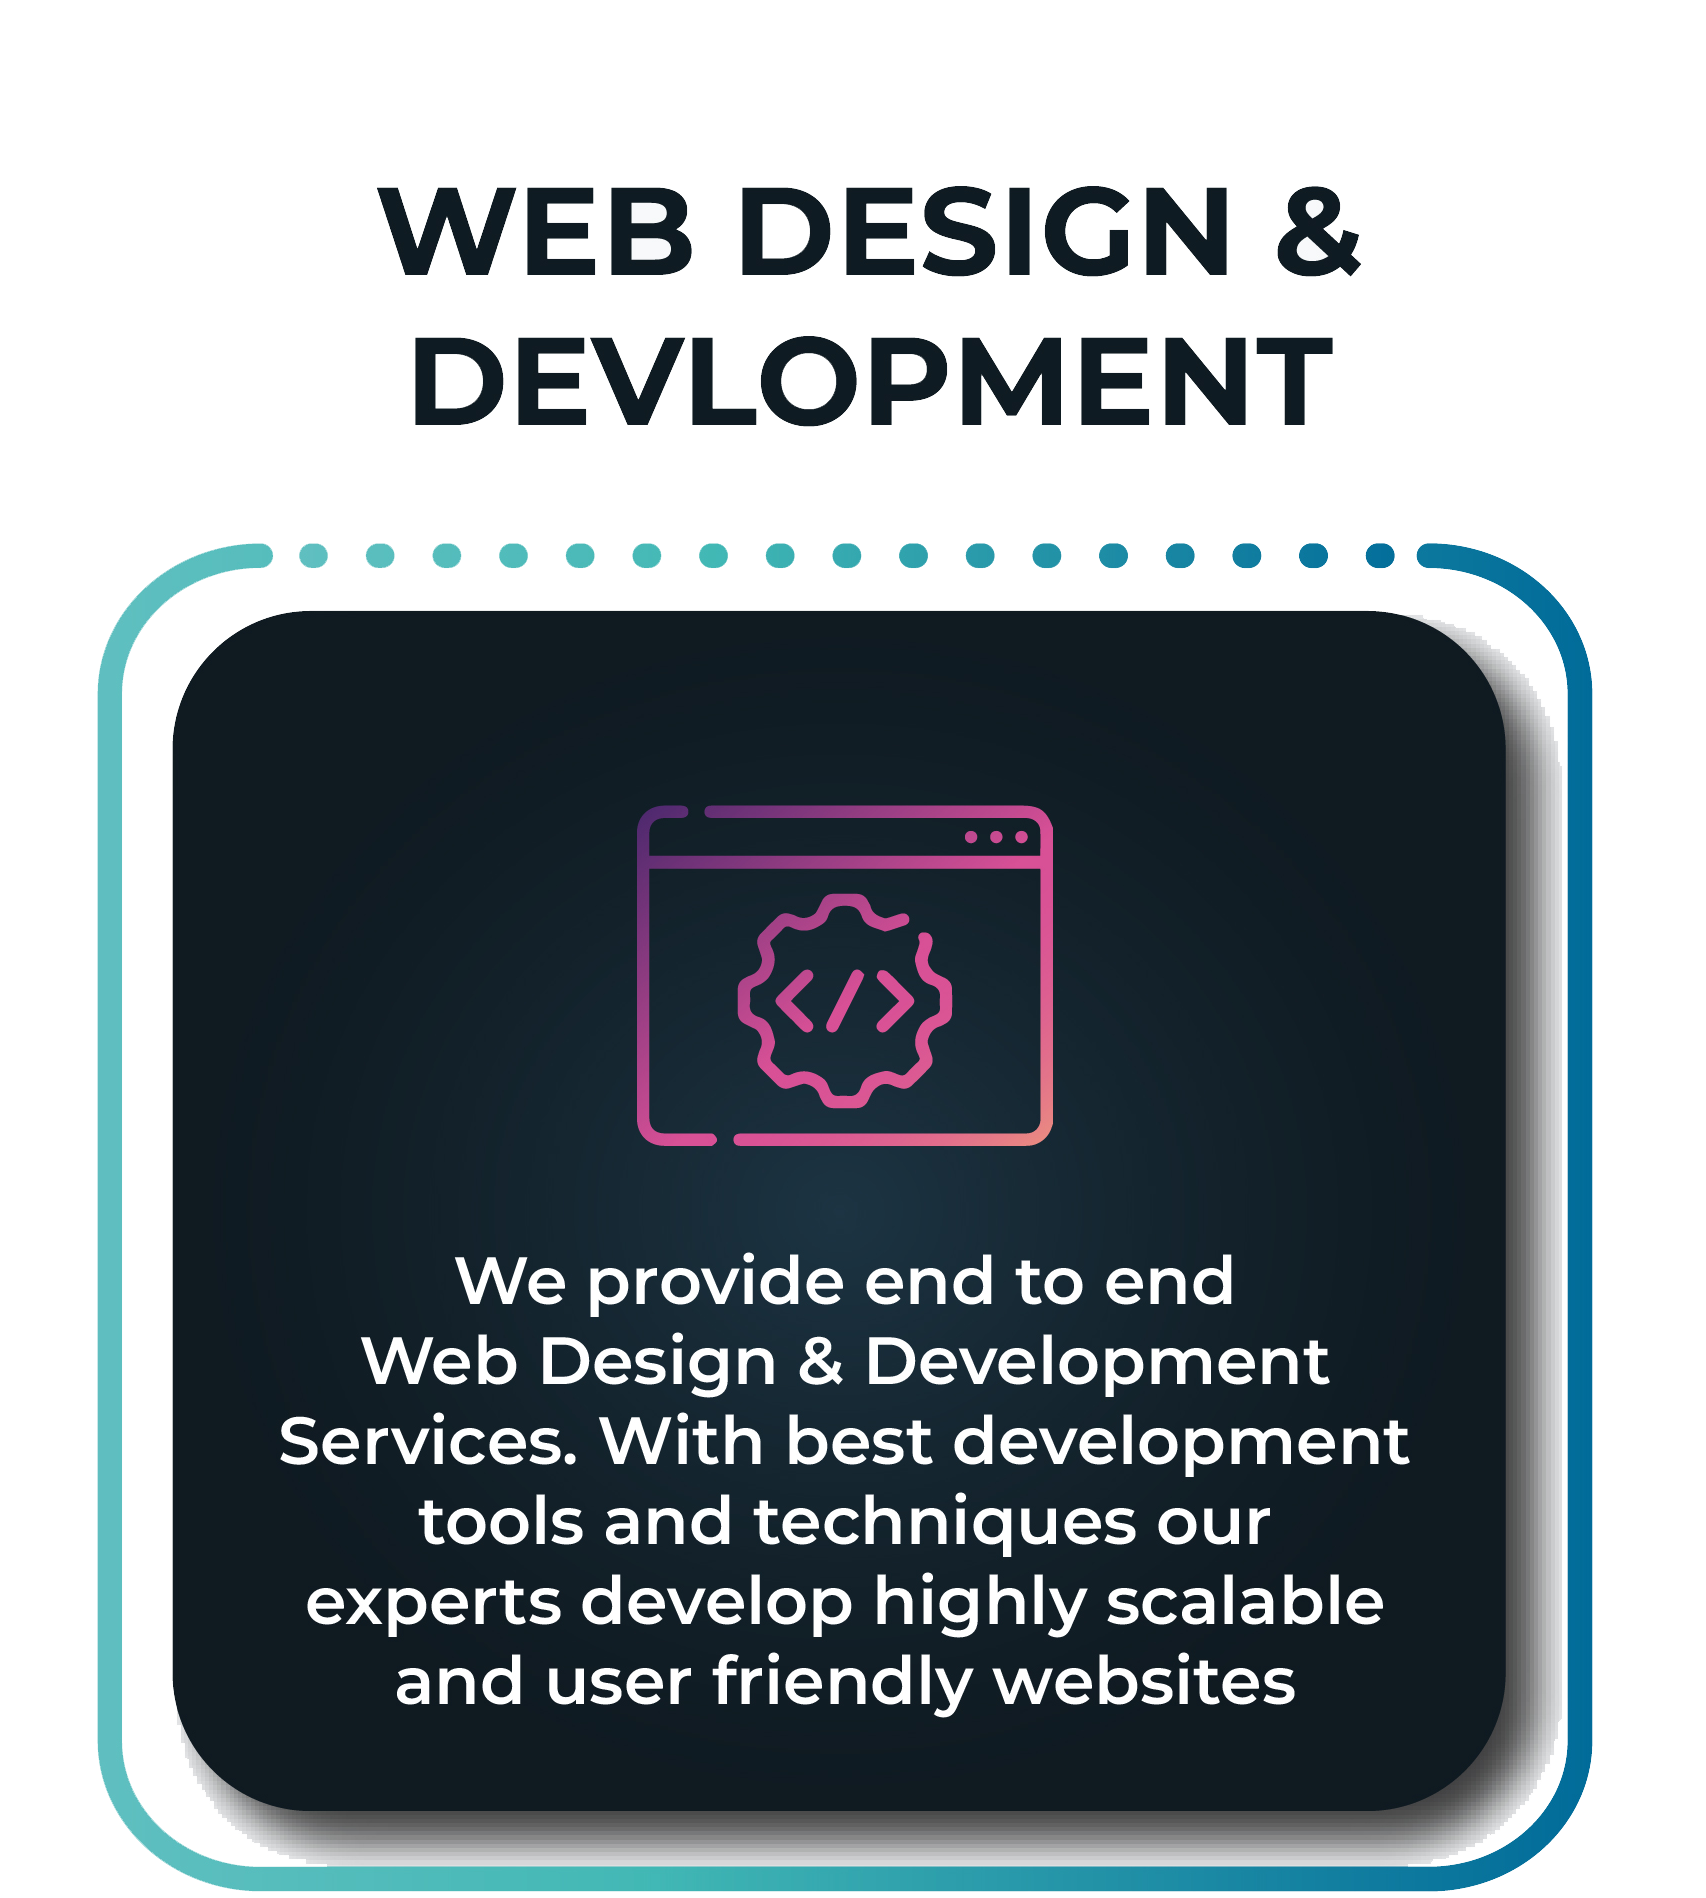 WEB DESIGN &
DEVLOPMENT
</>
We provide end to end
Web Design & Development
Services. With best development
tools and techniques our
experts develop highly scalable
and user friendly websites